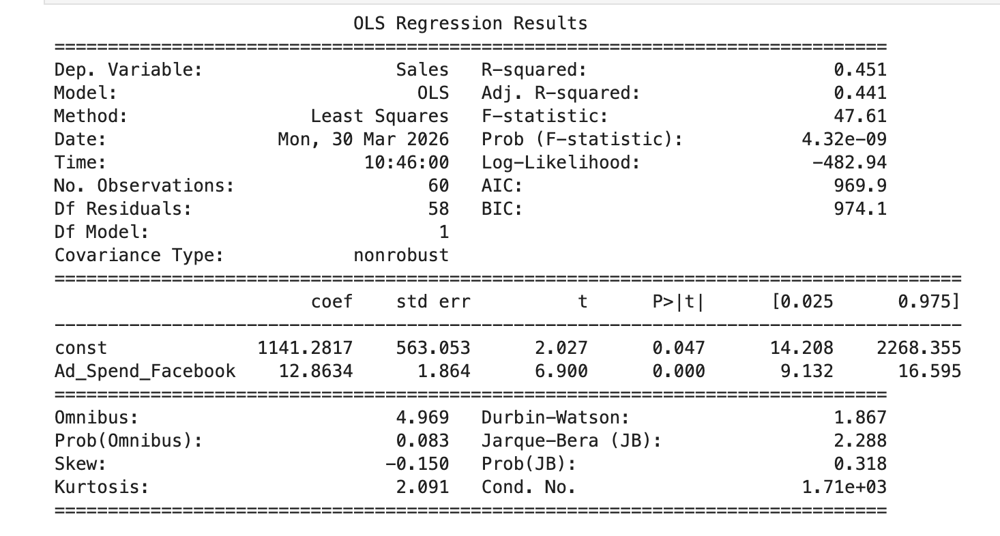 OLS Regression Results
==============================================================================
Dep. Variable:                  Sales   R-squared:                       0.451
Model:                            OLS   Adj. R-squared:                  0.441
Method:                 Least Squares   F-statistic:                     47.61
Date:                Mon, 30 Mar 2026   Prob (F-statistic):           4.32e-09
Time:                        10:46:00   Log-Likelihood:                -482.94
No. Observations:                  60   AIC:                             969.9
Df Residuals:                      58   BIC:                             974.1
Df Model:                           1
Covariance Type:            nonrobust
=====================================================================================
                        coef    std err          t      P>|t|      [0.025      0.975]
-------------------------------------------------------------------------------------
const              1141.2817    563.053      2.027      0.047      14.208    2268.355
Ad_Spend_Facebook    12.8634      1.864      6.900      0.000       9.132      16.595
==============================================================================
Omnibus:                        4.969   Durbin-Watson:                   1.867
Prob(Omnibus):                  0.083   Jarque-Bera (JB):                2.288
Skew:                          -0.150   Prob(JB):                        0.318
Kurtosis:                       2.091   Cond. No.                     1.71e+03
==============================================================================